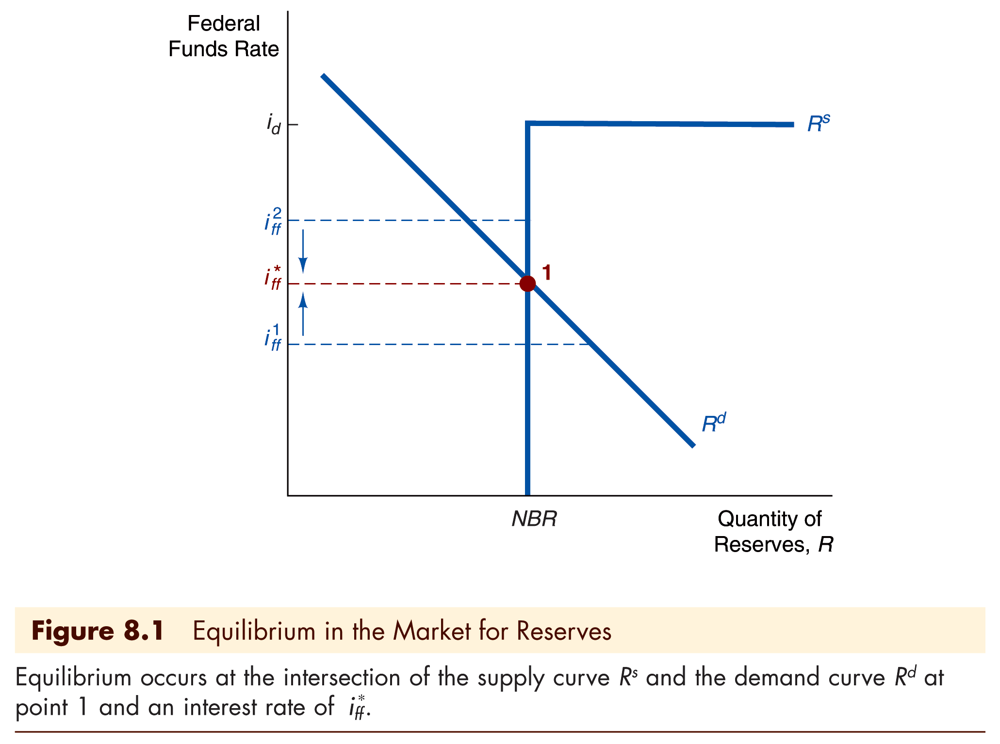 Federal
Funds Rate
i_d
R^s
i_ff^2
i_ff^*
1
i_ff^1
R^d
NBR
Quantity of
Reserves, R
Figure 8.1 Equilibrium in the Market for Reserves
Equilibrium occurs at the intersection of the supply curve R^s and the demand curve R^d at
point 1 and an interest rate of i_ff^*.